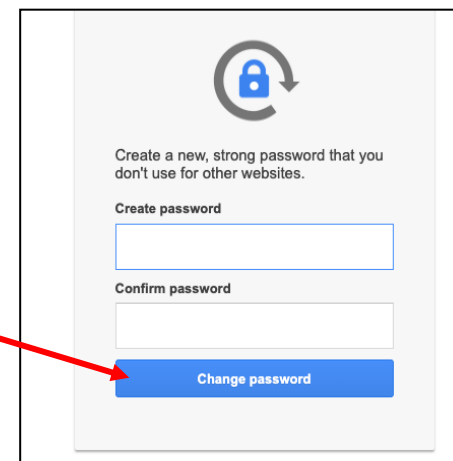 Create a new, strong password that you
don't use for other websites.
Create password
Confirm password
Change password